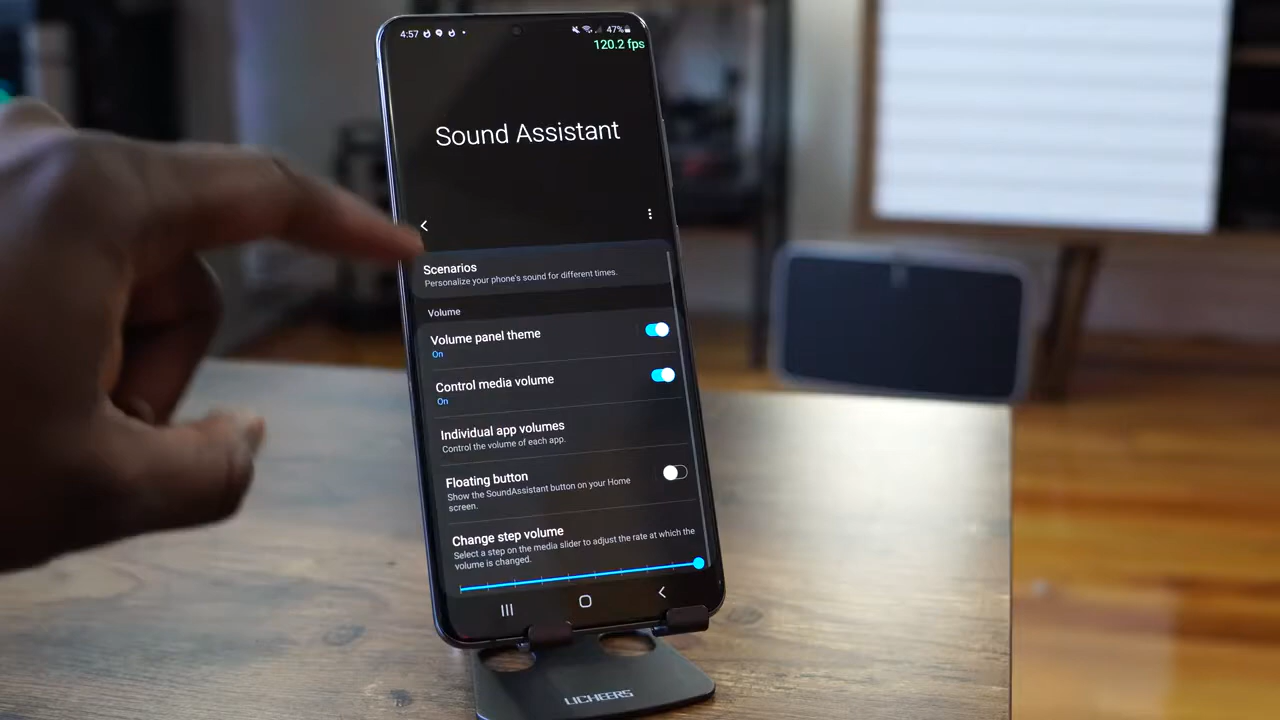 4:57
47%
120.2 fps
Sound Assistant
Scenarios
Personalize your phone's sound for different times.
Volume
Volume panel theme
On
Control media volume
On
Individual app volumes
Control the volume of each app.
Floating button
Show the SoundAssistant button on your Home
screen.
Change step volume
Select a step on the media slider to adjust the rate at which the
volume is changed.
LICHEERS